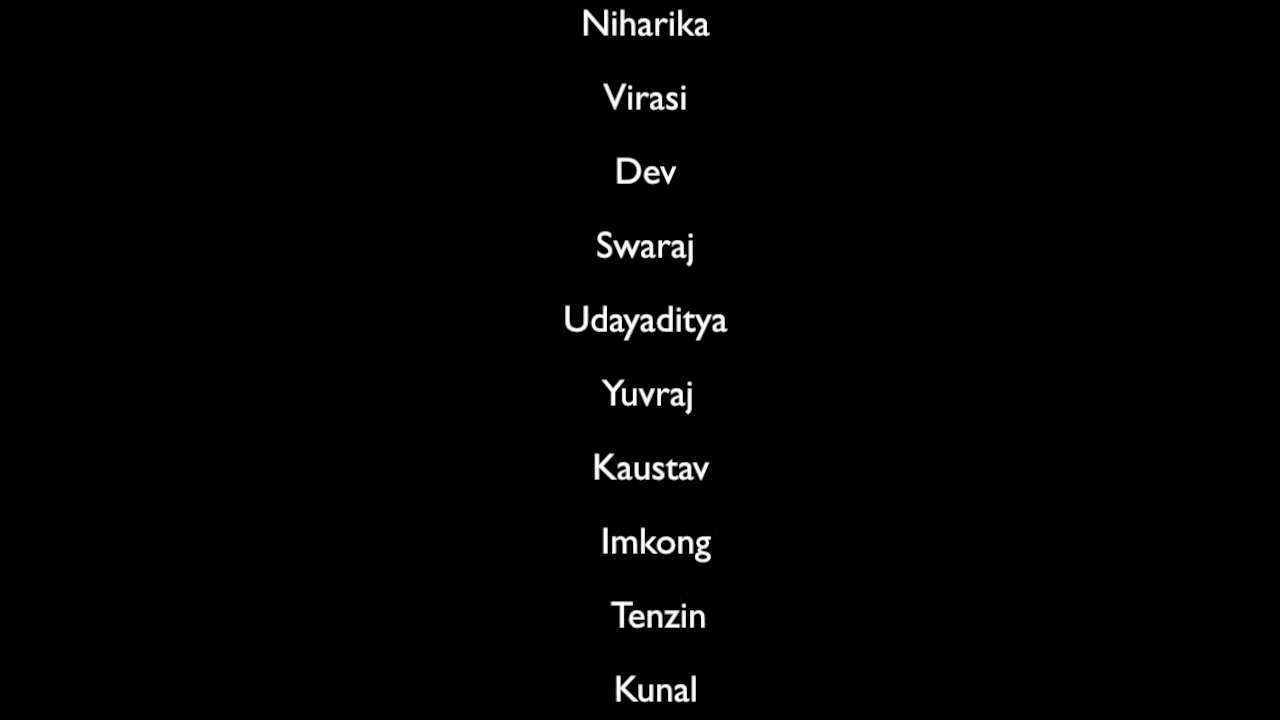 Niharika
Virasi
Dev
Swaraj
Udayaditya
Yuvraj
Kaustav
Imkong
Tenzin
Kunal